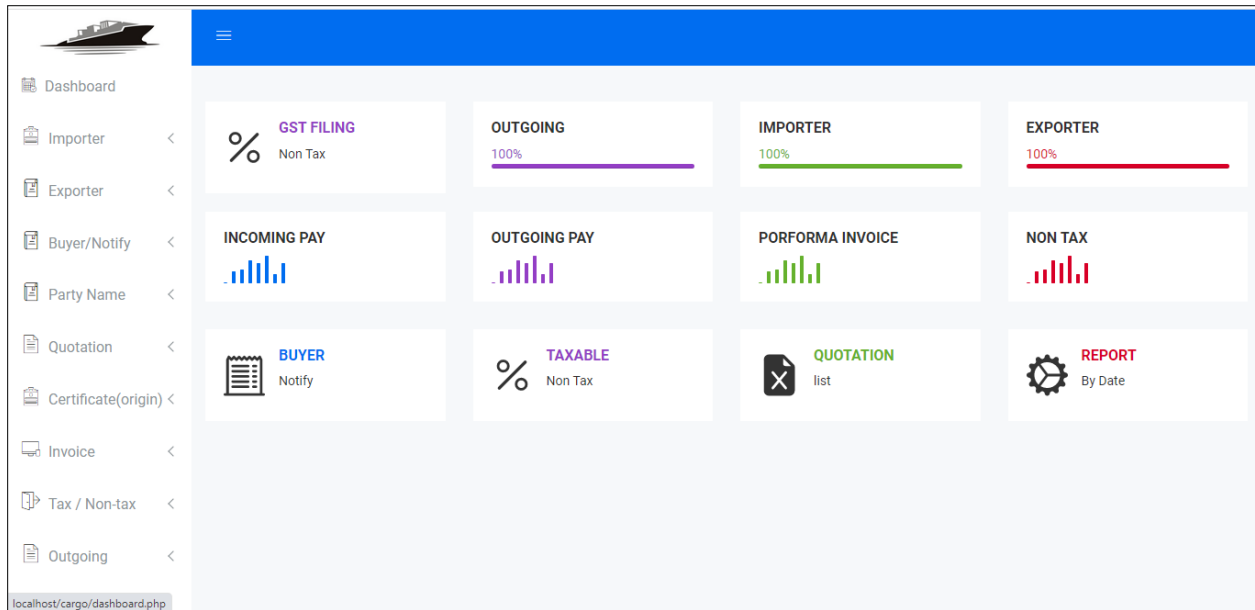 Dashboard
Importer
Exporter
Buyer/Notify
Party Name
Quotation
Certificate(origin)
Invoice
Tax / Non-tax
Outgoing
localhost/cargo/dashboard.php
GST FILING
Non Tax
OUTGOING
100%
IMPORTER
100%
EXPORTER
100%
INCOMING PAY
OUTGOING PAY
PORFORMA INVOICE
NON TAX
BUYER
Notify
TAXABLE
Non Tax
QUOTATION
list
REPORT
By Date